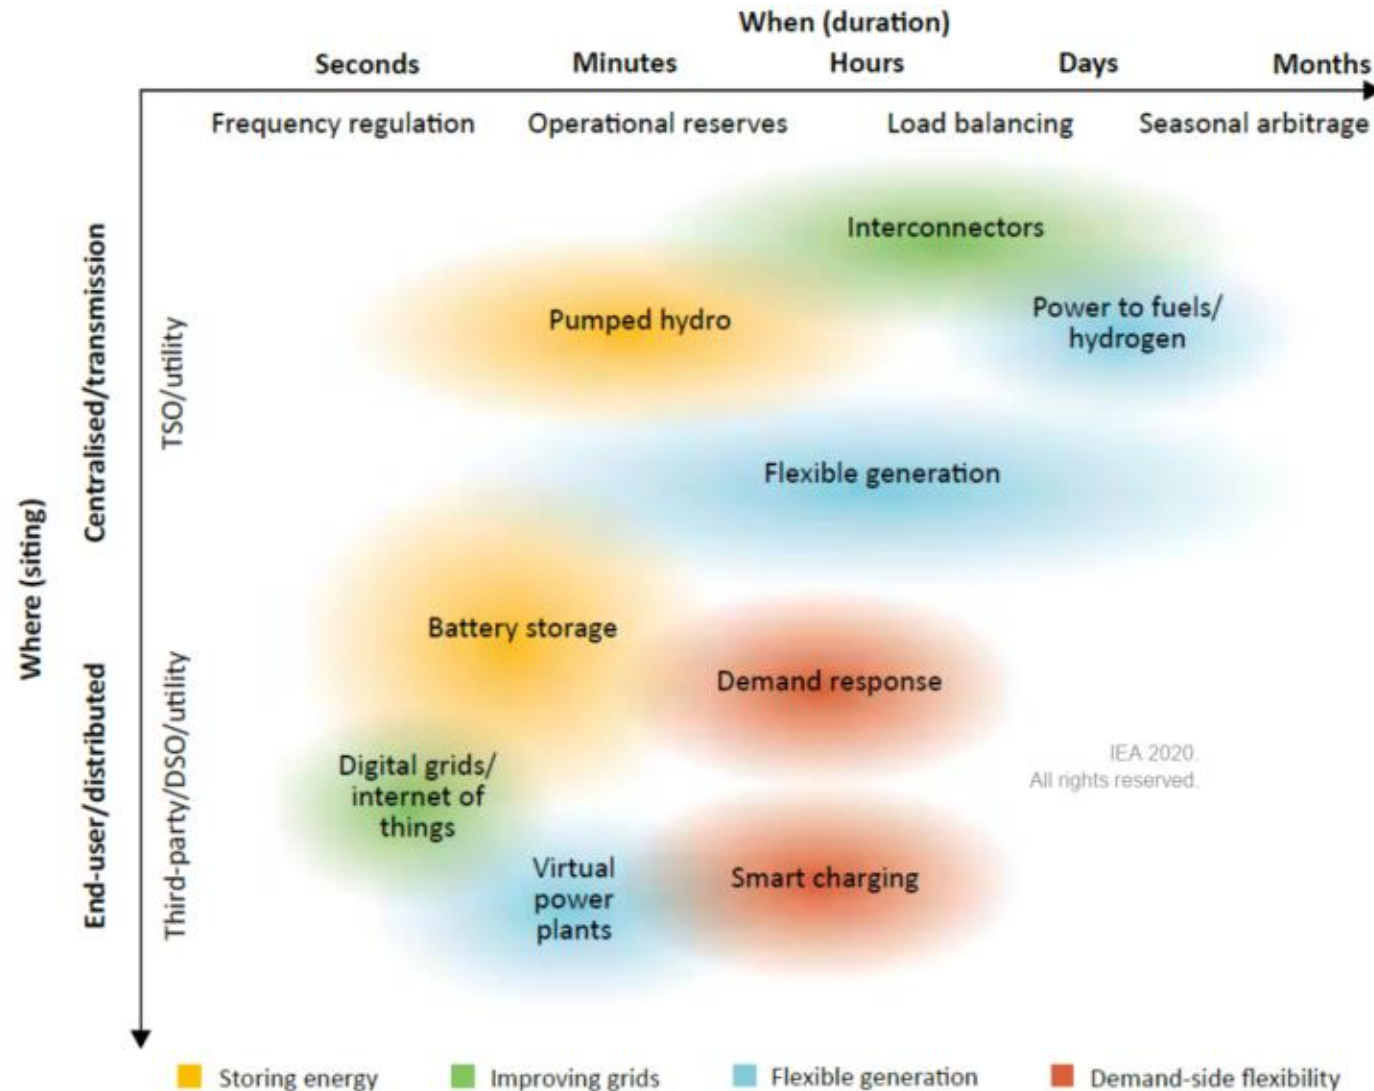 When (duration)
Seconds Minutes Hours Days Months
Frequency regulation Operational reserves Load balancing Seasonal arbitrage
Where (siting)
Centralised/transmission
TSO/utility
End-user/distributed
Third-party/DSO/utility
Interconnectors
Pumped hydro
Power to fuels/
hydrogen
Flexible generation
Battery storage
Demand response
Digital grids/
internet of
things
IEA 2020.
All rights reserved.
Virtual
power
plants
Smart charging
Storing energy Improving grids Flexible generation Demand-side flexibility